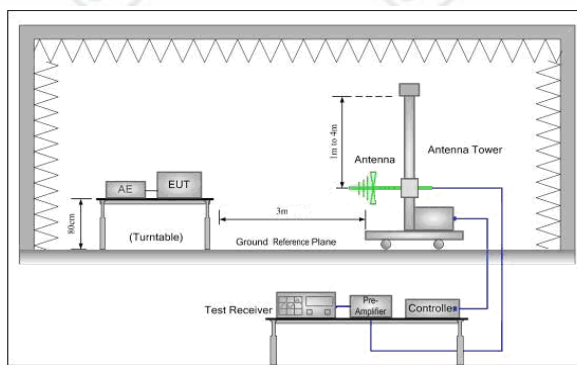 1m to 4m
Antenna
Antenna Tower
AE
EUT
80cm
(Turntable)
3m
Ground Reference Plane
Test Receiver
Pre-
Amplifier
Controller